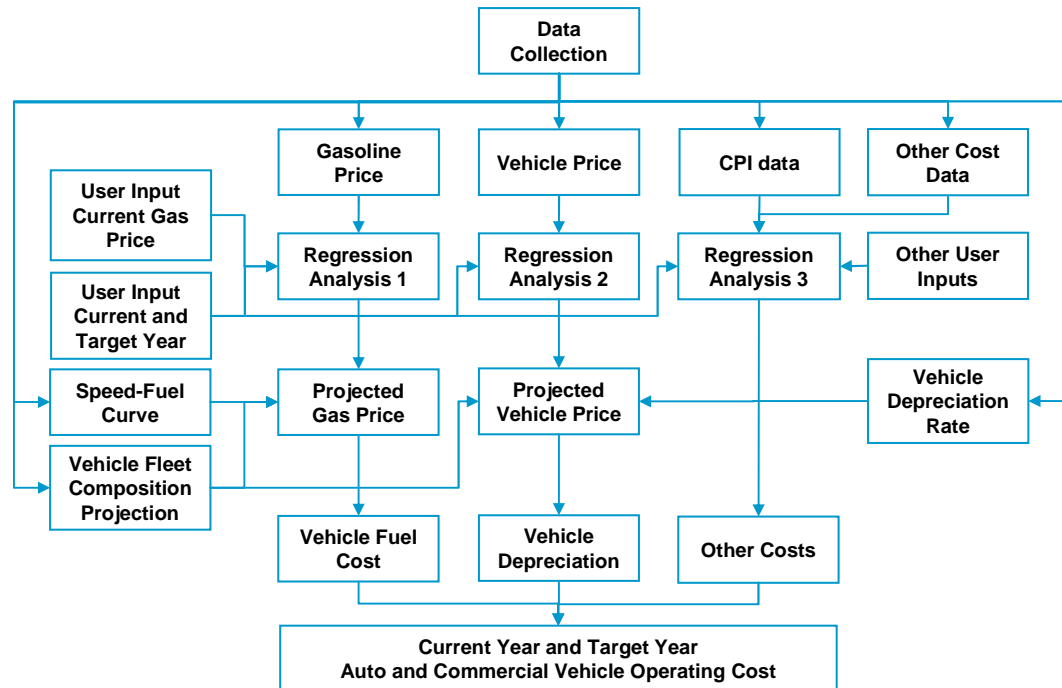 Data
Collection
Gasoline
Price
Vehicle Price
CPI data
Other Cost
Data
User Input
Current Gas
Price
Regression
Analysis 1
Regression
Analysis 2
Regression
Analysis 3
Other User
Inputs
User Input
Current and
Target Year
Speed-Fuel
Curve
Projected
Gas Price
Projected
Vehicle Price
Vehicle
Depreciation
Rate
Vehicle Fleet
Composition
Projection
Vehicle Fuel
Cost
Vehicle
Depreciation
Other Costs
Current Year and Target Year
Auto and Commercial Vehicle Operating Cost